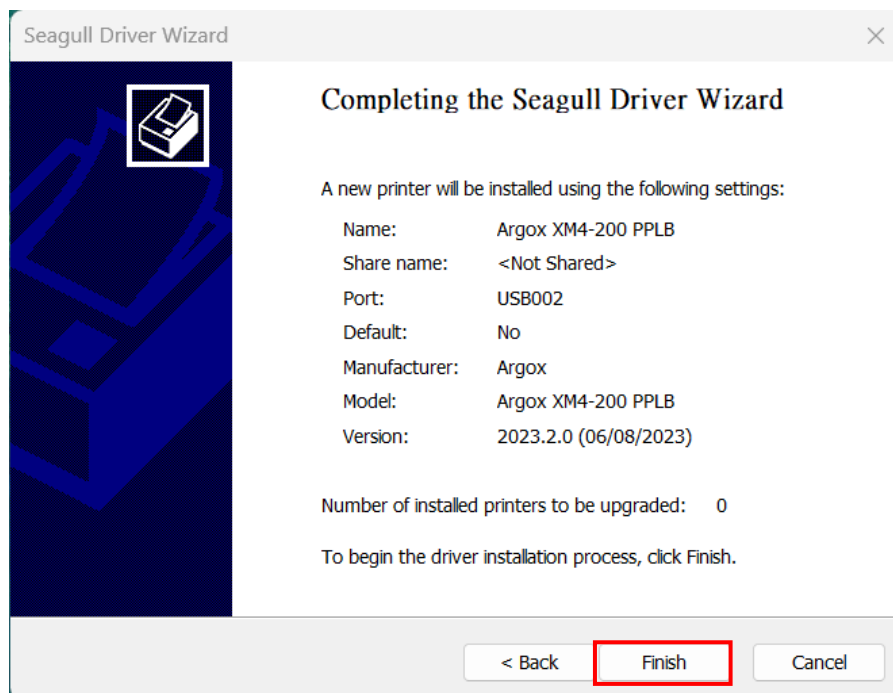 Seagull Driver Wizard
Completing the Seagull Driver Wizard
A new printer will be installed using the following settings:
Name: Argox XM4-200 PPLB
Share name: <Not Shared>
Port: USB002
Default: No
Manufacturer: Argox
Model: Argox XM4-200 PPLB
Version: 2023.2.0 (06/08/2023)
Number of installed printers to be upgraded: 0
To begin the driver installation process, click Finish.
< Back Finish Cancel